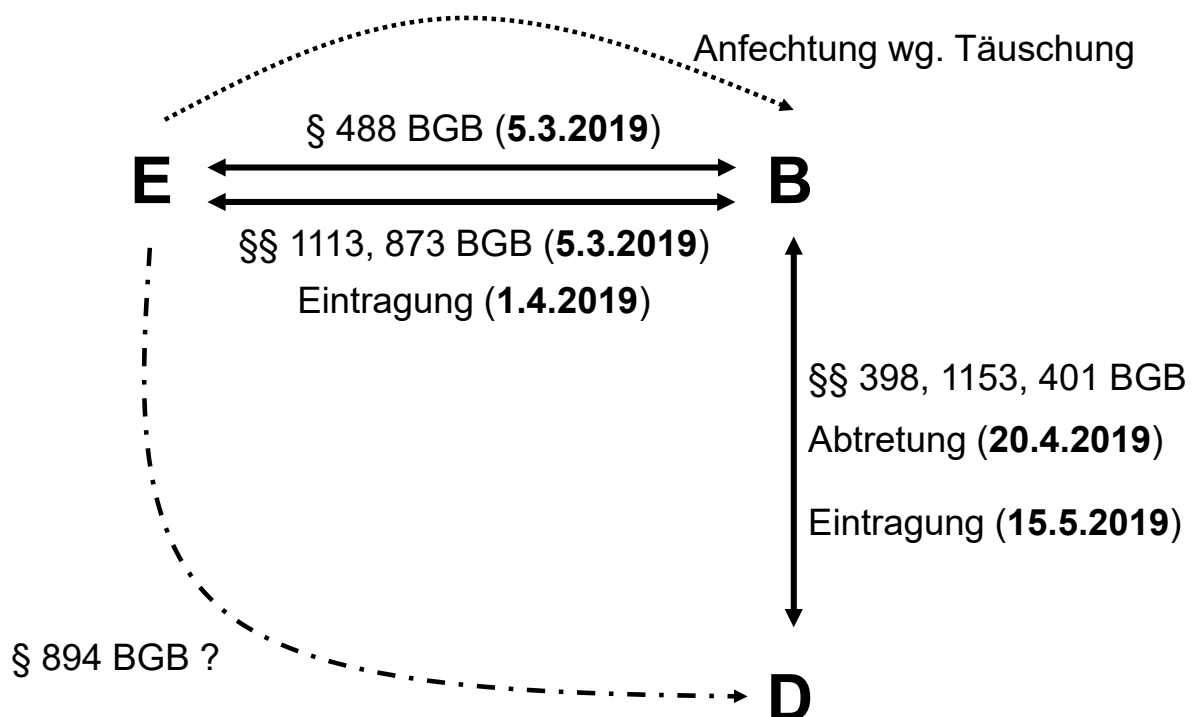 Anfechtung wg. Täuschung
§ 488 BGB (5.3.2019)
E
B
§§ 1113, 873 BGB (5.3.2019)
Eintragung (1.4.2019)
§§ 398, 1153, 401 BGB
Abtretung (20.4.2019)
Eintragung (15.5.2019)
§ 894 BGB ?
D